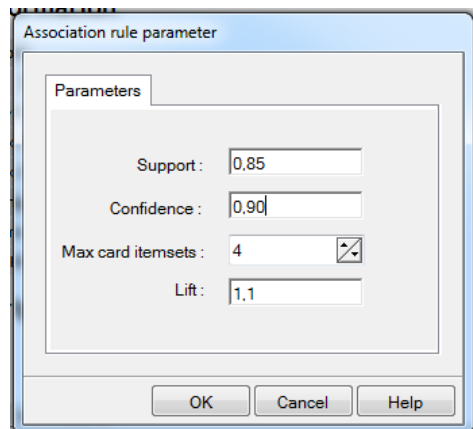 Association rule parameter
Parameters
Support : 0,85
Confidence : 0,90
Max card itemsets : 4
Lift : 1,1
OK Cancel Help